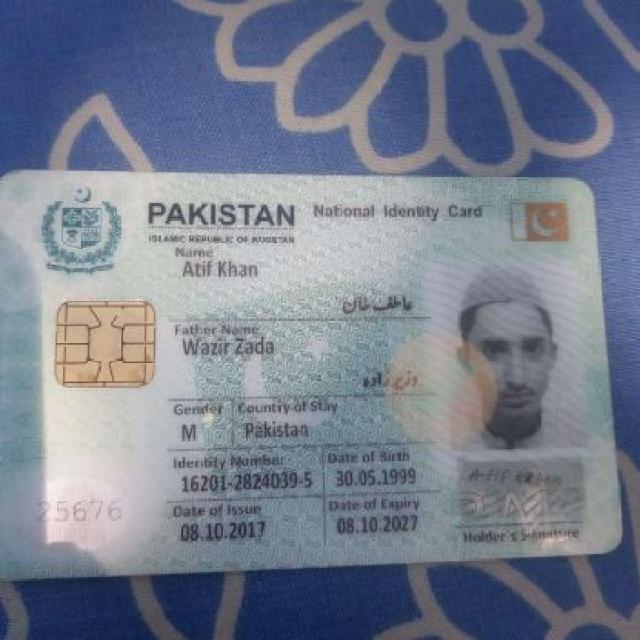 PAKISTAN National Identity Card
ISLAMIC REPUBLIC OF PAKISTAN
Name
Atif Khan
عاطف خان
Father Name
Wazir Zada
وزیر زادہ
Gender Country of Stay
M Pakistan
Identity Number Date of Birth
16201-2824039-5 30.05.1999
Date of Issue Date of Expiry
08.10.2017 08.10.2027
25676
Holder's Signature